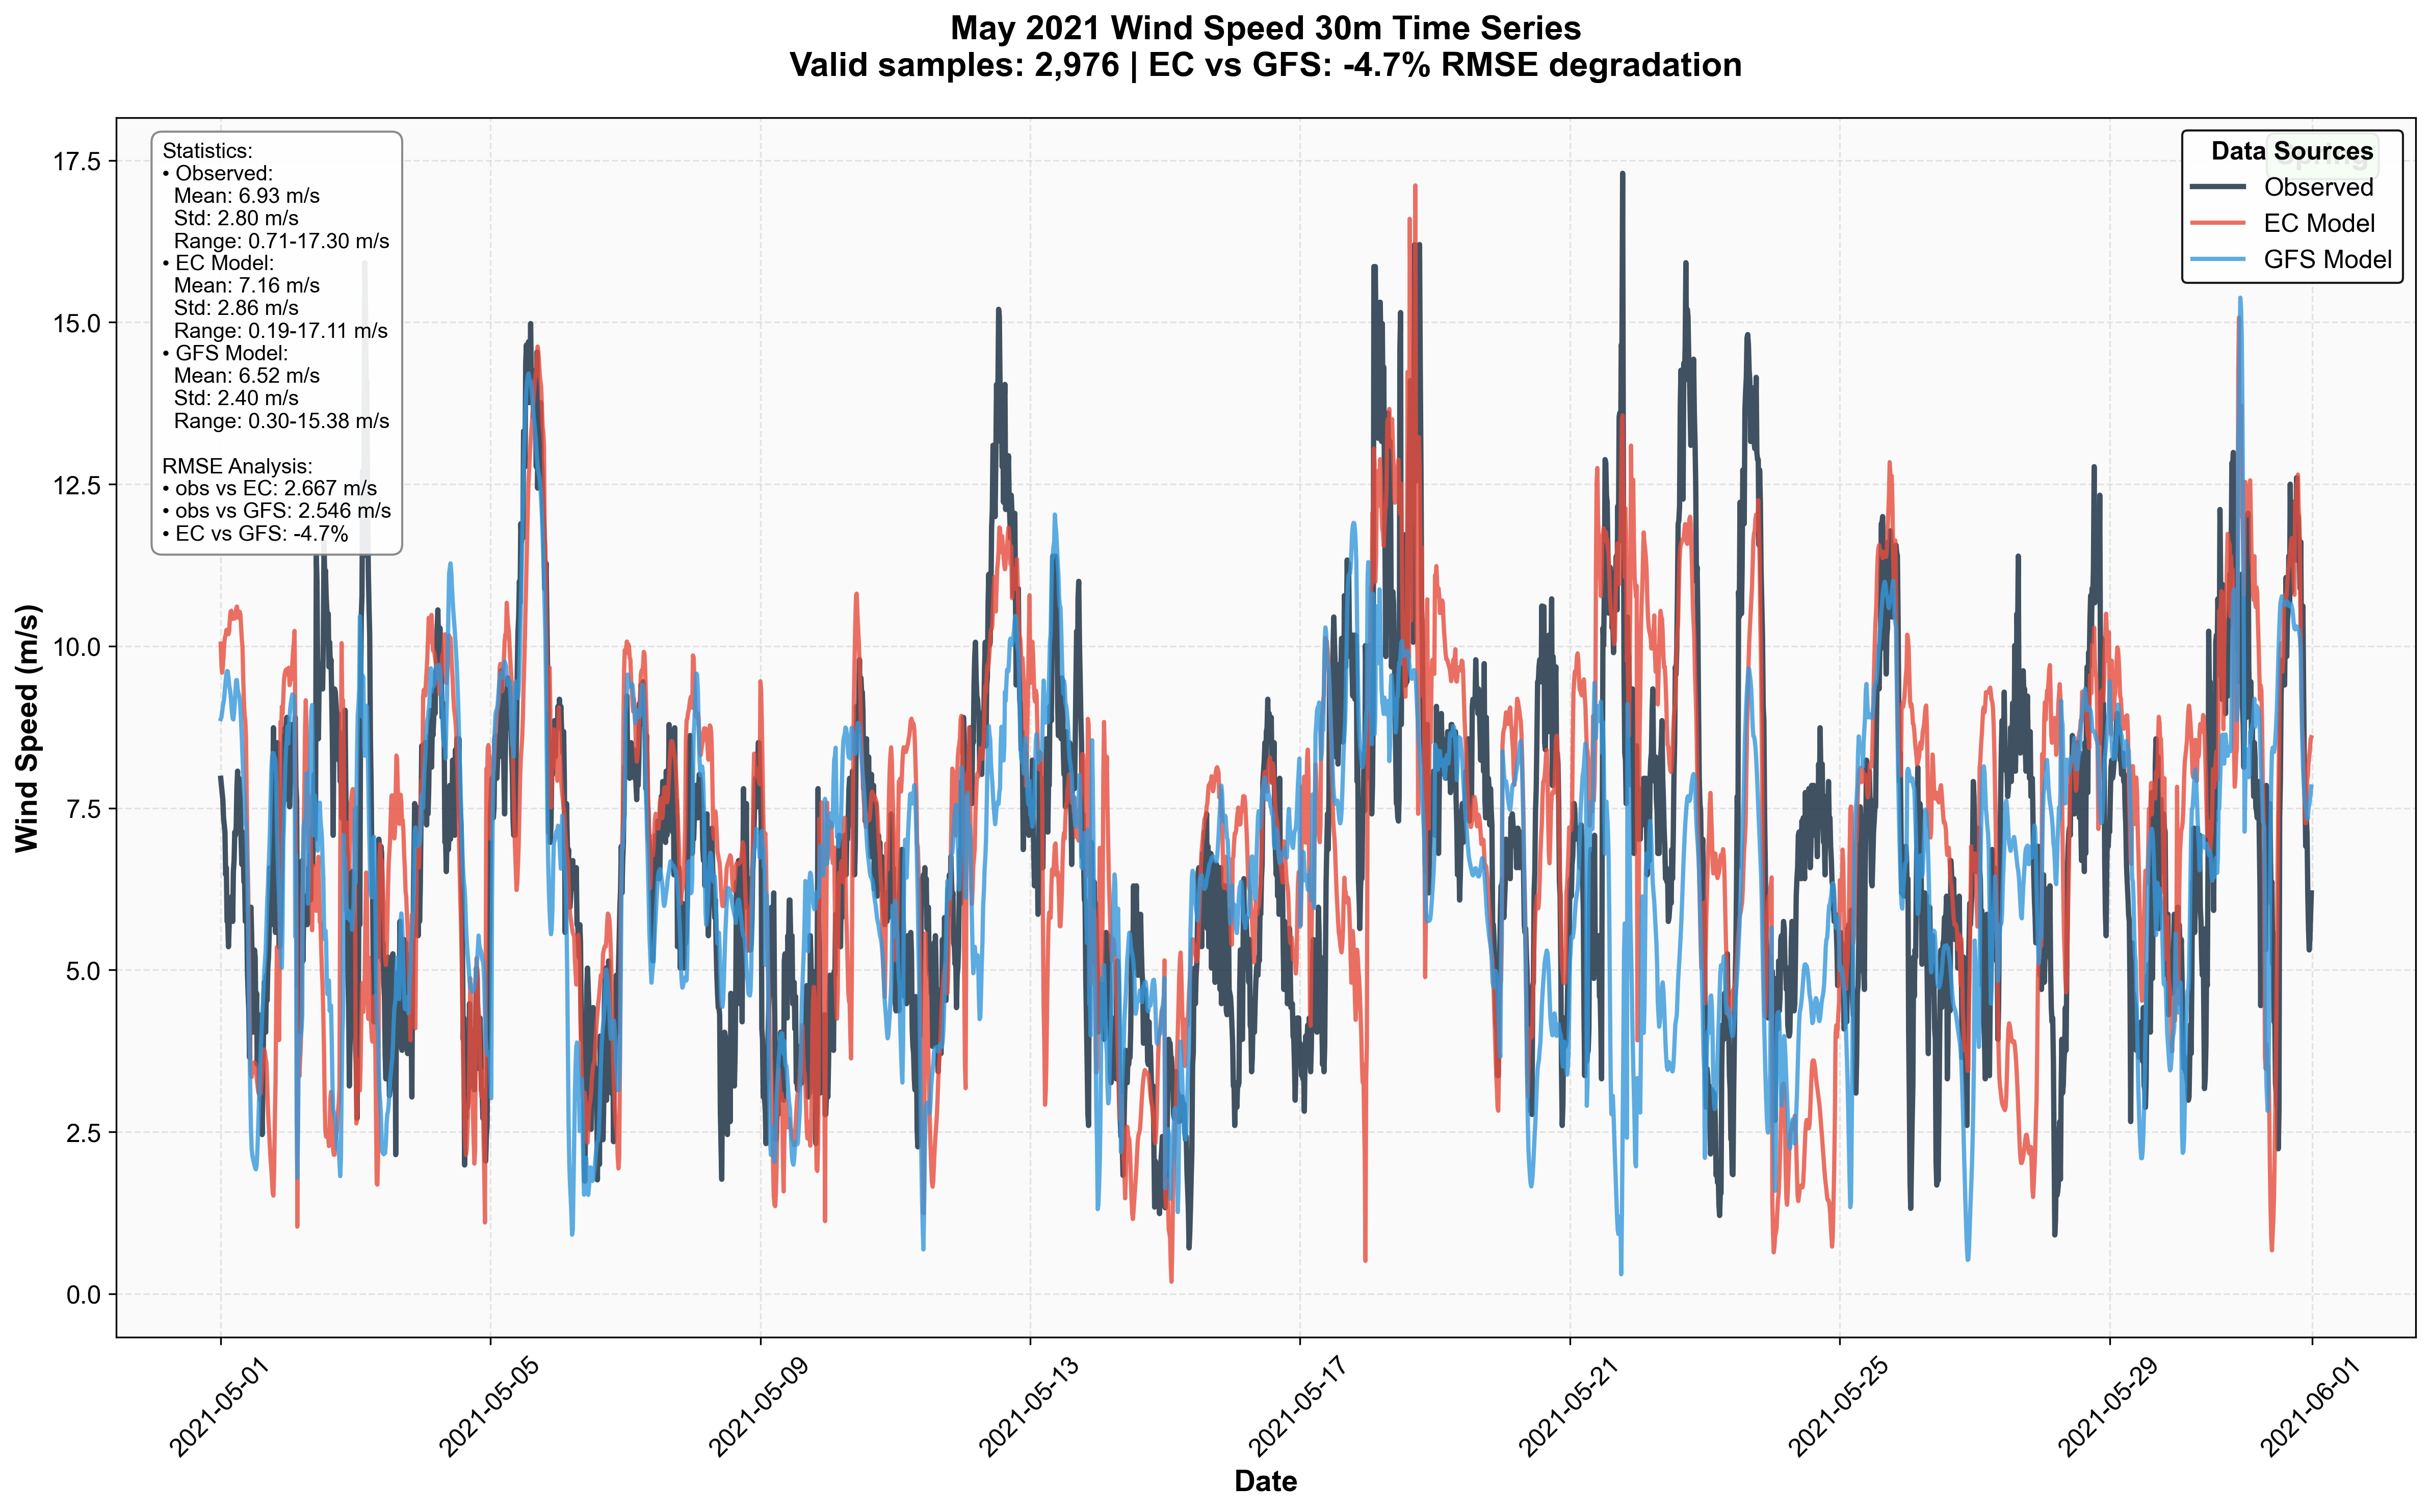 May 2021 Wind Speed 30m Time Series
Valid samples: 2,976 | EC vs GFS: -4.7% RMSE degradation
Statistics:
• Observed:
Mean: 6.93 m/s
Std: 2.80 m/s
Range: 0.71-17.30 m/s
• EC Model:
Mean: 7.16 m/s
Std: 2.86 m/s
Range: 0.19-17.11 m/s
• GFS Model:
Mean: 6.52 m/s
Std: 2.40 m/s
Range: 0.30-15.38 m/s
RMSE Analysis:
• obs vs EC: 2.667 m/s
• obs vs GFS: 2.546 m/s
• EC vs GFS: -4.7%
Spring
Data Sources
Observed
EC Model
GFS Model
Wind Speed (m/s)
17.5
15.0
12.5
10.0
7.5
5.0
2.5
0.0
2021-05-01
2021-05-05
2021-05-09
2021-05-13
2021-05-17
2021-05-21
2021-05-25
2021-05-29
2021-06-01
Date